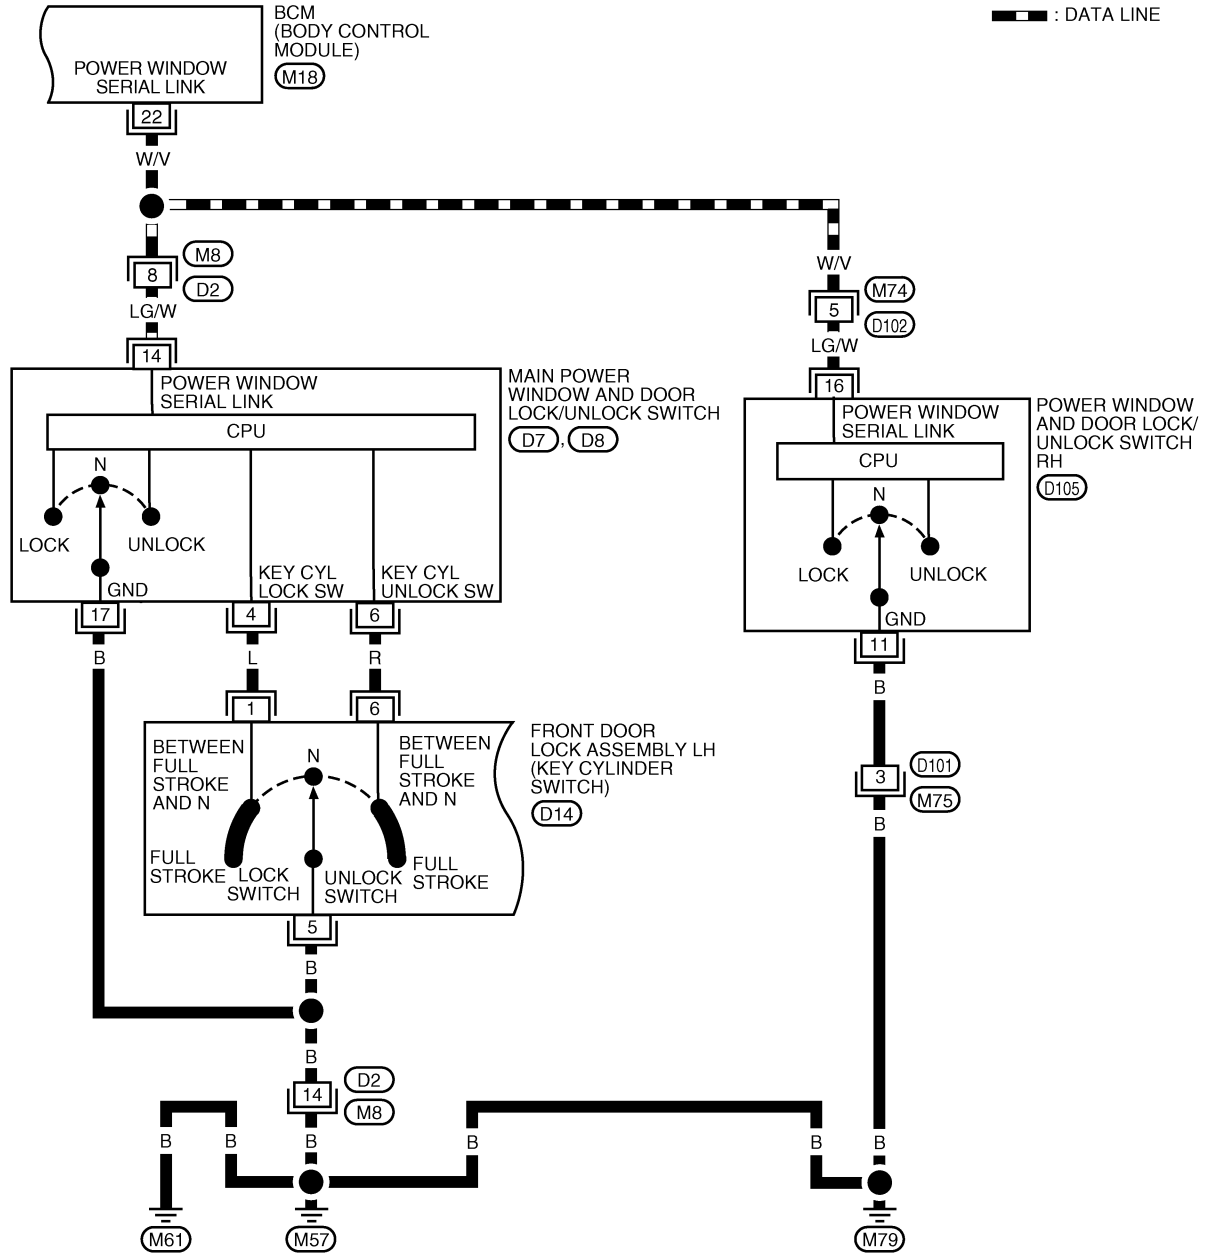 BCM
(BODY CONTROL
MODULE)
M18
: DATA LINE
POWER WINDOW
SERIAL LINK
22
W/V
M8
8
D2
LG/W
14
W/V
M74
5
D102
LG/W
16
POWER WINDOW
SERIAL LINK
CPU
N
LOCK
UNLOCK
GND
KEY CYL
LOCK SW
KEY CYL
UNLOCK SW
MAIN POWER
WINDOW AND DOOR
LOCK/UNLOCK SWITCH
D7 , D8
POWER WINDOW
SERIAL LINK
CPU
N
LOCK
UNLOCK
GND
POWER WINDOW
AND DOOR LOCK/
UNLOCK SWITCH
RH
D105
17
4
6
11
B
L
R
B
1
6
BETWEEN
FULL
STROKE
AND N
N
BETWEEN
FULL
STROKE
AND N
FULL
STROKE
LOCK
SWITCH
UNLOCK
SWITCH
FULL
STROKE
FRONT DOOR
LOCK ASSEMBLY LH
(KEY CYLINDER
SWITCH)
D14
D101
3
M75
B
5
B
B
D2
14
M8
B
B
B
B
B
B
M61
M57
M79